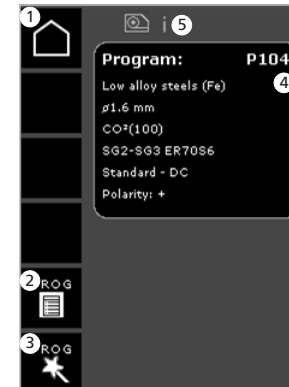 1
5
i
Program: P104
4
Low alloy steels (Fe)
ø1.6 mm
CO²(100)
SG2-SG3 ER70S6
Standard - DC
Polarity: +
2
ROG
3
ROG